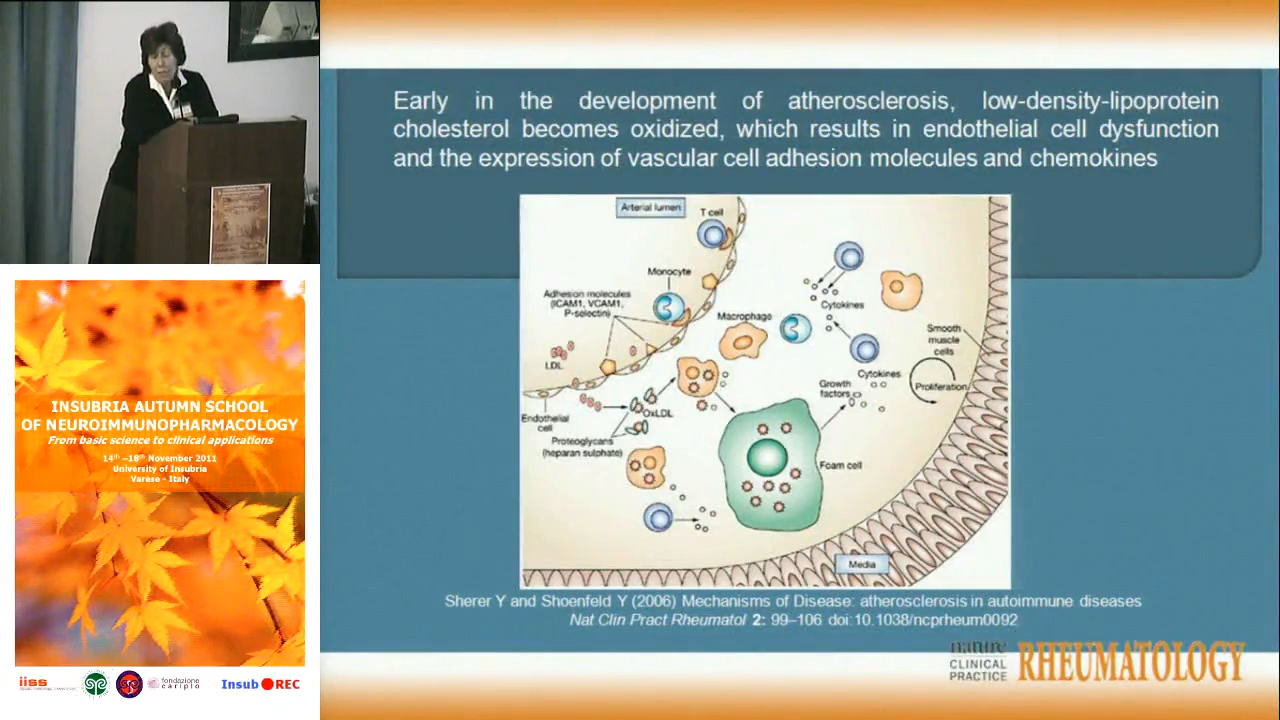 Early in the development of atherosclerosis, low-density-lipoprotein
cholesterol becomes oxidized, which results in endothelial cell dysfunction
and the expression of vascular cell adhesion molecules and chemokines
Arterial lumen
T cell
Monocyte
Adhesion molecules
(ICAM1, VCAM1,
P-selectin)
LDL
Macrophage
Cytokines
Smooth
muscle
cells
Cytokines
Proliferation
Growth
factors
OxLDL
Endothelial
cell
Proteoglycans
(heparan sulphate)
Foam cell
Media
Sherer Y and Shoenfeld Y (2006) Mechanisms of Disease: atherosclerosis in autoimmune diseases
Nat Clin Pract Rheumatol 2: 99–106 doi:10.1038/ncprheum0092
nature
CLINICAL
PRACTICE
RHEUMATOLOGY
INSUBRIA AUTUMN SCHOOL
OF NEUROIMMUNOPHARMACOLOGY
From basic science to clinical applications
14th –18th November 2011
University of Insubria
Varese - Italy
iiss
fondazione
cariplo
Insub REC